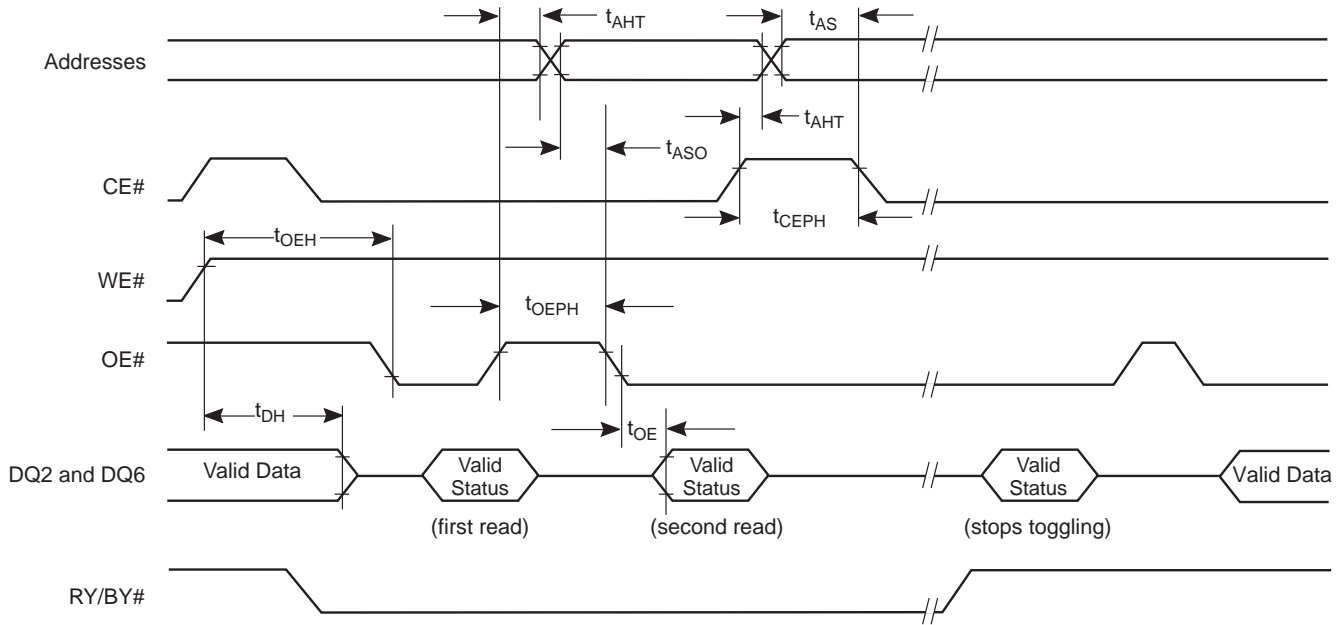 tAHT
tAS
Addresses
tAHT
tASO
CE#
tCEPH
tOEH
WE#
tOEPH
OE#
tDH
tOE
DQ2 and DQ6
Valid Data
Valid
Status
Valid
Status
Valid
Status
Valid Data
(first read)
(second read)
(stops toggling)
RY/BY#